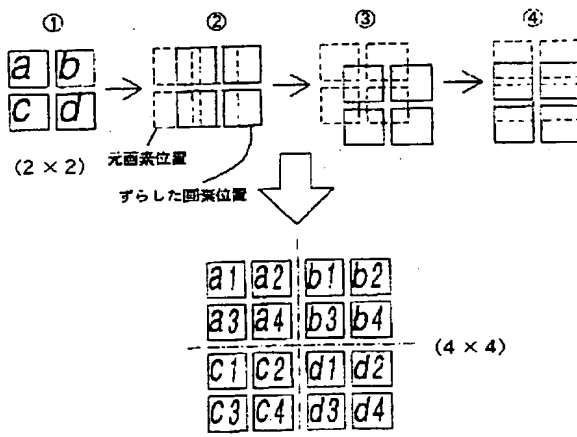 ① ② ③ ④
a b
c d
(2 × 2)
元画素位置
ずらした画素位置
a1 a2 b1 b2
a3 a4 b3 b4
(4 × 4)
c1 c2 d1 d2
c3 c4 d3 d4